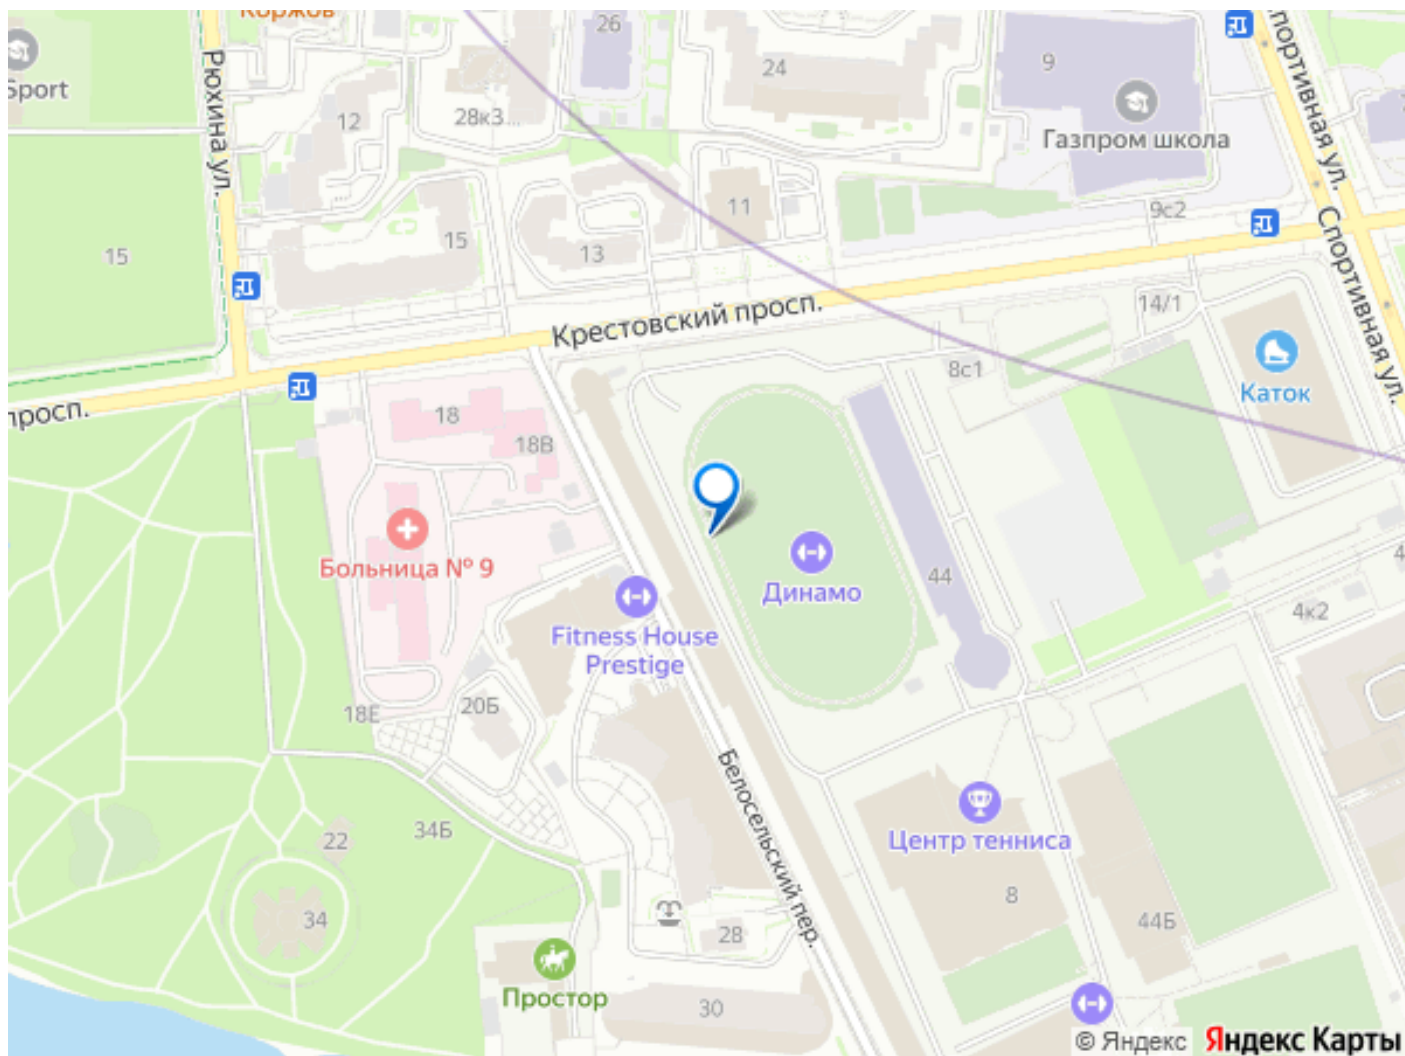 Коржов
26
24
9
Sport
12
28к3...
Газпром школа
Рюхина ул.
Спортивная ул.
11
9с2
15
15
13
Спортивная ул.
14/1
Крестовский просп.
8с1
Каток
просп.
18
18В
Больница № 9
44
Динамо
4к2
Fitness House
Prestige
18Е
20Б
Белосельский пер.
22
34Б
Центр тенниса
8
34
28
44Б
Простор
30
© Яндекс
Яндекс Карты